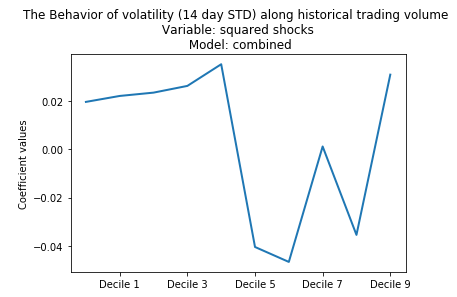 The Behavior of volatility (14 day STD) along historical trading volume
Variable: squared shocks
Model: combined
Coefficient values
0.02
0.00
−0.02
−0.04
Decile 1 Decile 3 Decile 5 Decile 7 Decile 9